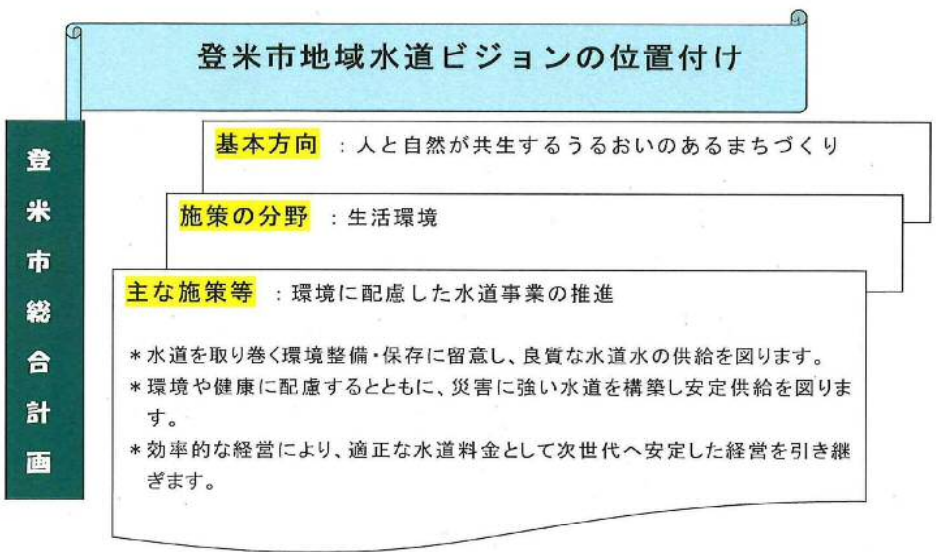 登米市地域水道ビジョンの位置付け
登米市総合計画
基本方向 :人と自然が共生するうるおいのあるまちづくり
施策の分野 :生活環境
主な施策等 :環境に配慮した水道事業の推進
*水道を取り巻く環境整備・保存に留意し、良質な水道水の供給を図ります。
*環境や健康に配慮するとともに、災害に強い水道を構築し安定供給を図りま
す。
*効率的な経営により、適正な水道料金として次世代へ安定した経営を引き継
ぎます。